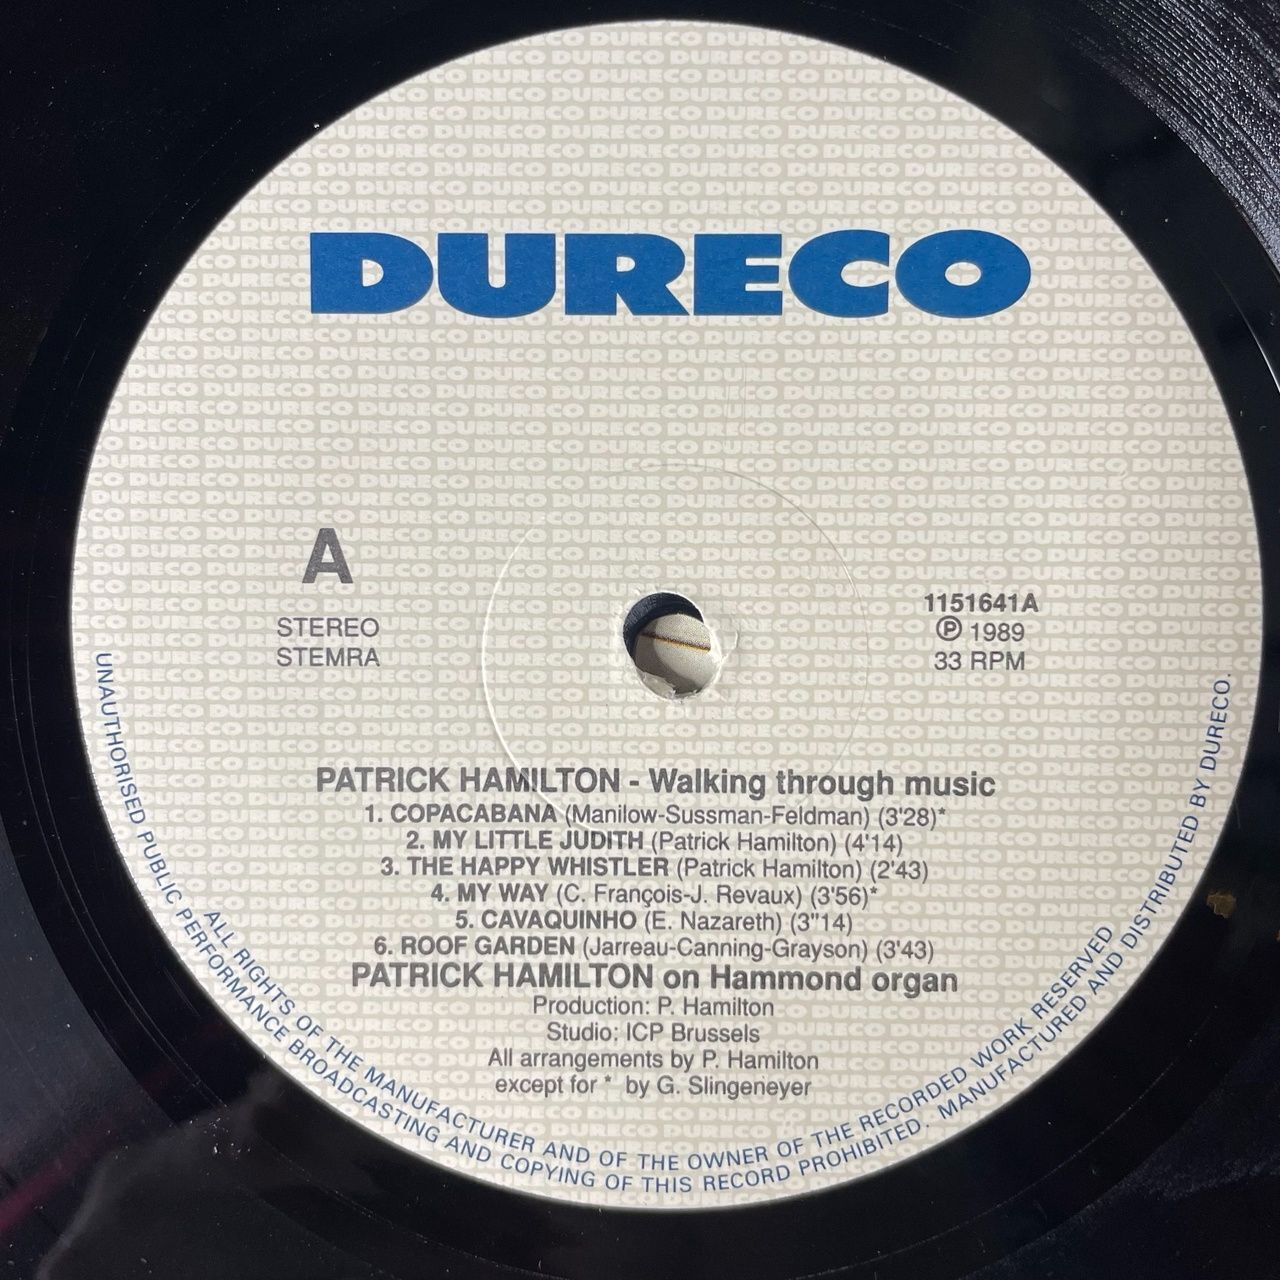 DURECO
A
STEREO
STEMRA
1151641A
Ⓟ 1989
33 RPM
PATRICK HAMILTON - Walking through music
1. COPACABANA (Manilow-Sussman-Feldman) (3'28)*
2. MY LITTLE JUDITH (Patrick Hamilton) (4'14)
3. THE HAPPY WHISTLER (Patrick Hamilton) (2'43)
4. MY WAY (C. François-J. Revaux) (3'56)*
5. CAVAQUINHO (E. Nazareth) (3"14)
6. ROOF GARDEN (Jarreau-Canning-Grayson) (3'43)
PATRICK HAMILTON on Hammond organ
Production: P. Hamilton
Studio: ICP Brussels
All arrangements by P. Hamilton
except for * by G. Slingeneyer
ALL RIGHTS OF THE MANUFACTURER AND OF THE OWNER OF THE RECORDED WORK RESERVED
UNAUTHORISED PUBLIC PERFORMANCE BROADCASTING AND COPYING OF THIS RECORD PROHIBITED. MANUFACTURED AND DISTRIBUTED BY DURECO.